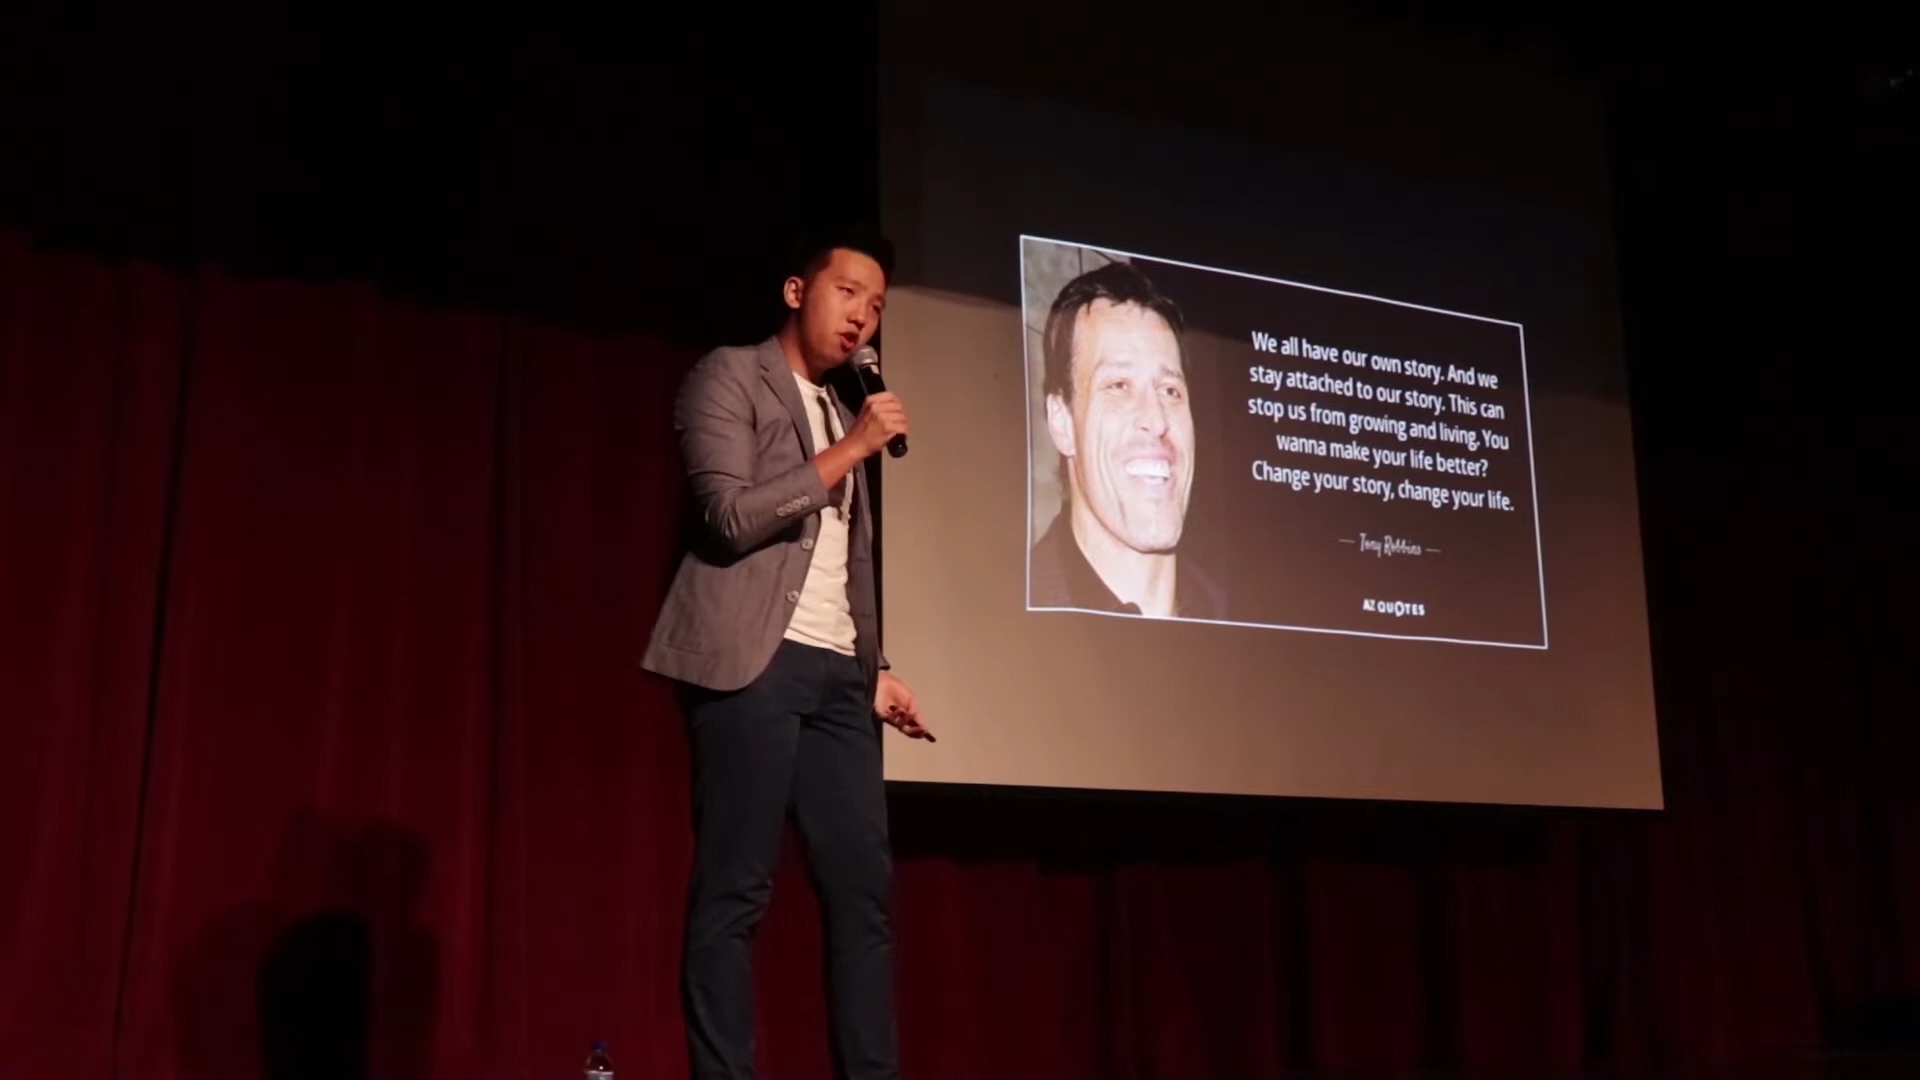 We all have our own story. And we
stay attached to our story. This can
stop us from growing and living. You
wanna make your life better?
Change your story, change your life.
— Tony Robbins —
AZ QUOTES